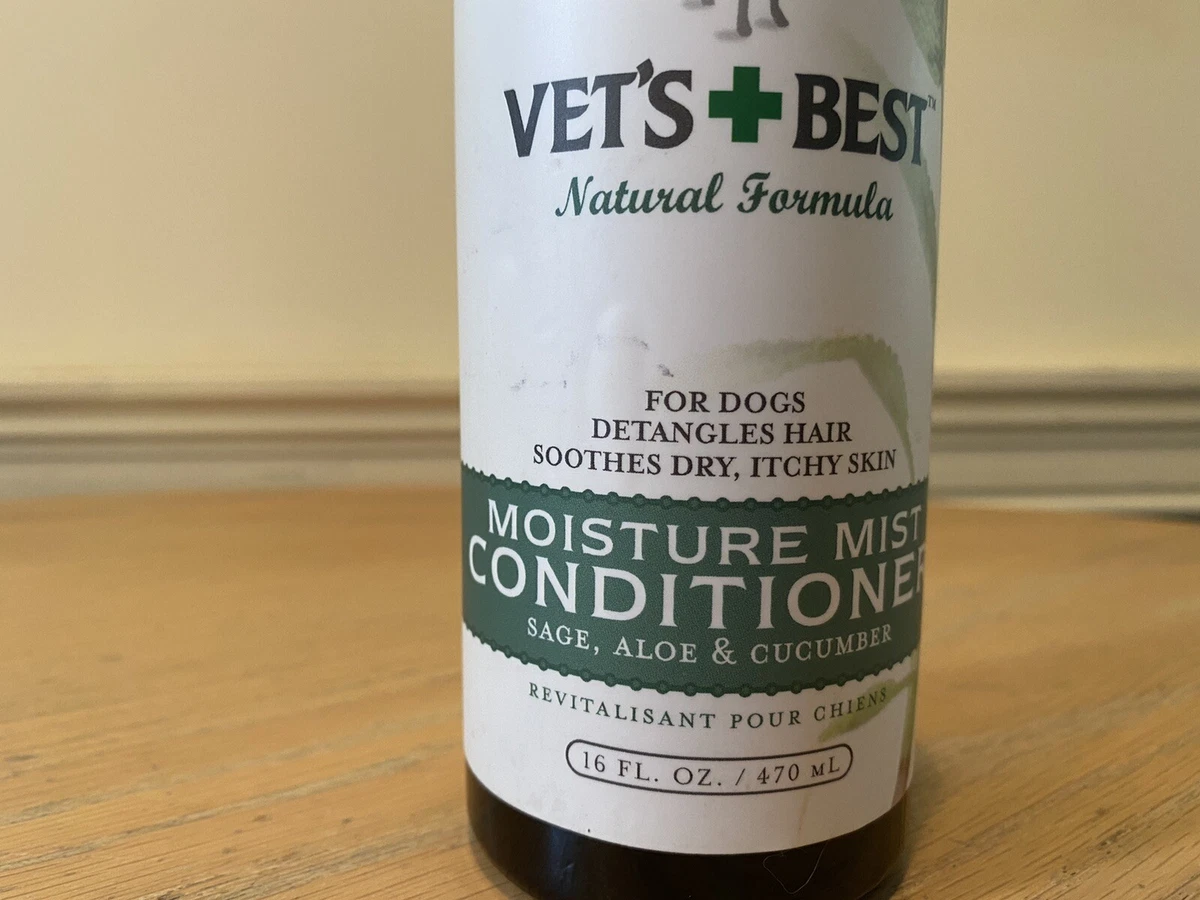 VET'S BEST™
Natural Formula
FOR DOGS
DETANGLES HAIR
SOOTHES DRY, ITCHY SKIN
MOISTURE MIST
CONDITIONER
SAGE, ALOE & CUCUMBER
REVITALISANT POUR CHIENS
16 FL. OZ. / 470 mL